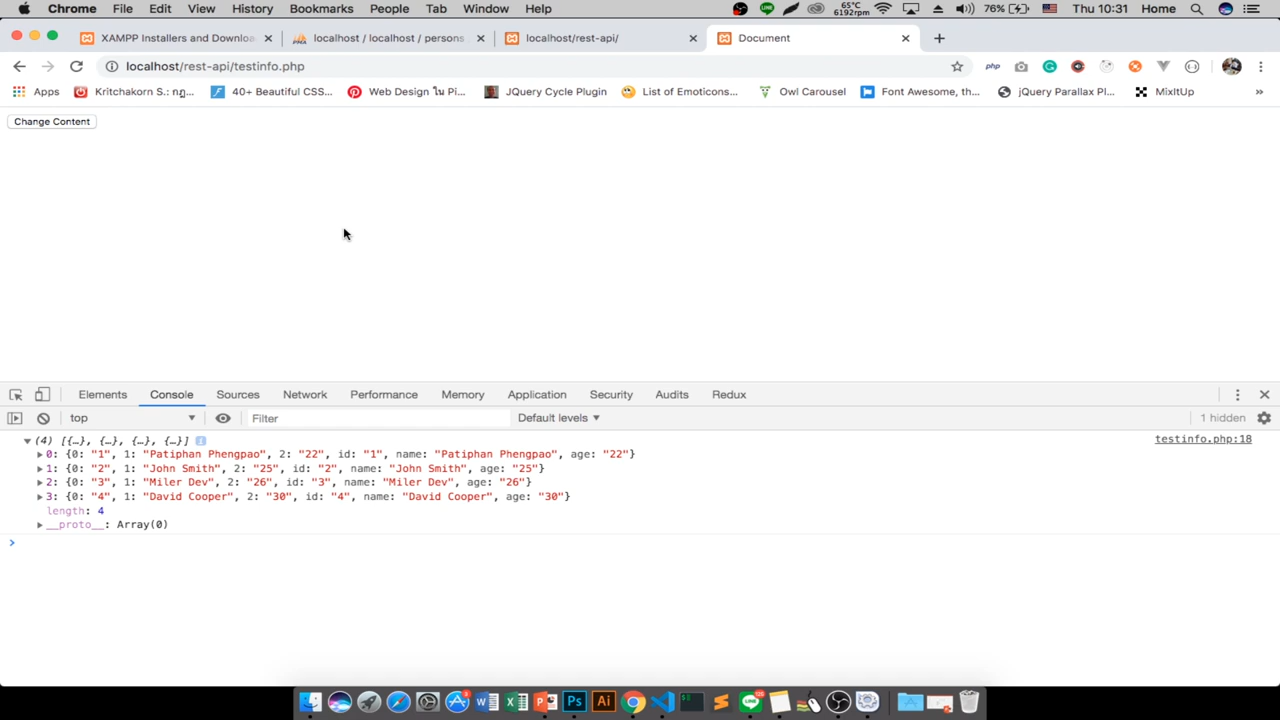 Chrome File Edit View History Bookmarks People Tab Window Help 65°C 6192rpm 76% Thu 10:31 Home
XAMPP Installers and Downloa localhost / localhost / persons localhost/rest-api/ Document
localhost/rest-api/testinfo.php php
Apps Kritchakorn S.: กฎ... 40+ Beautiful CSS... Web Design ใน Pi... JQuery Cycle Plugin List of Emoticons... Owl Carousel Font Awesome, th... jQuery Parallax Pl... MixItUp »
Change Content
Elements Console Sources Network Performance Memory Application Security Audits Redux
top Filter Default levels 1 hidden
(4) [{…}, {…}, {…}, {…}] testinfo.php:18
0: {0: "1", 1: "Patiphan Phengpao", 2: "22", id: "1", name: "Patiphan Phengpao", age: "22"}
1: {0: "2", 1: "John Smith", 2: "25", id: "2", name: "John Smith", age: "25"}
2: {0: "3", 1: "Miler Dev", 2: "26", id: "3", name: "Miler Dev", age: "26"}
3: {0: "4", 1: "David Cooper", 2: "30", id: "4", name: "David Cooper", age: "30"}
length: 4
__proto__: Array(0)
>
Ps Ai